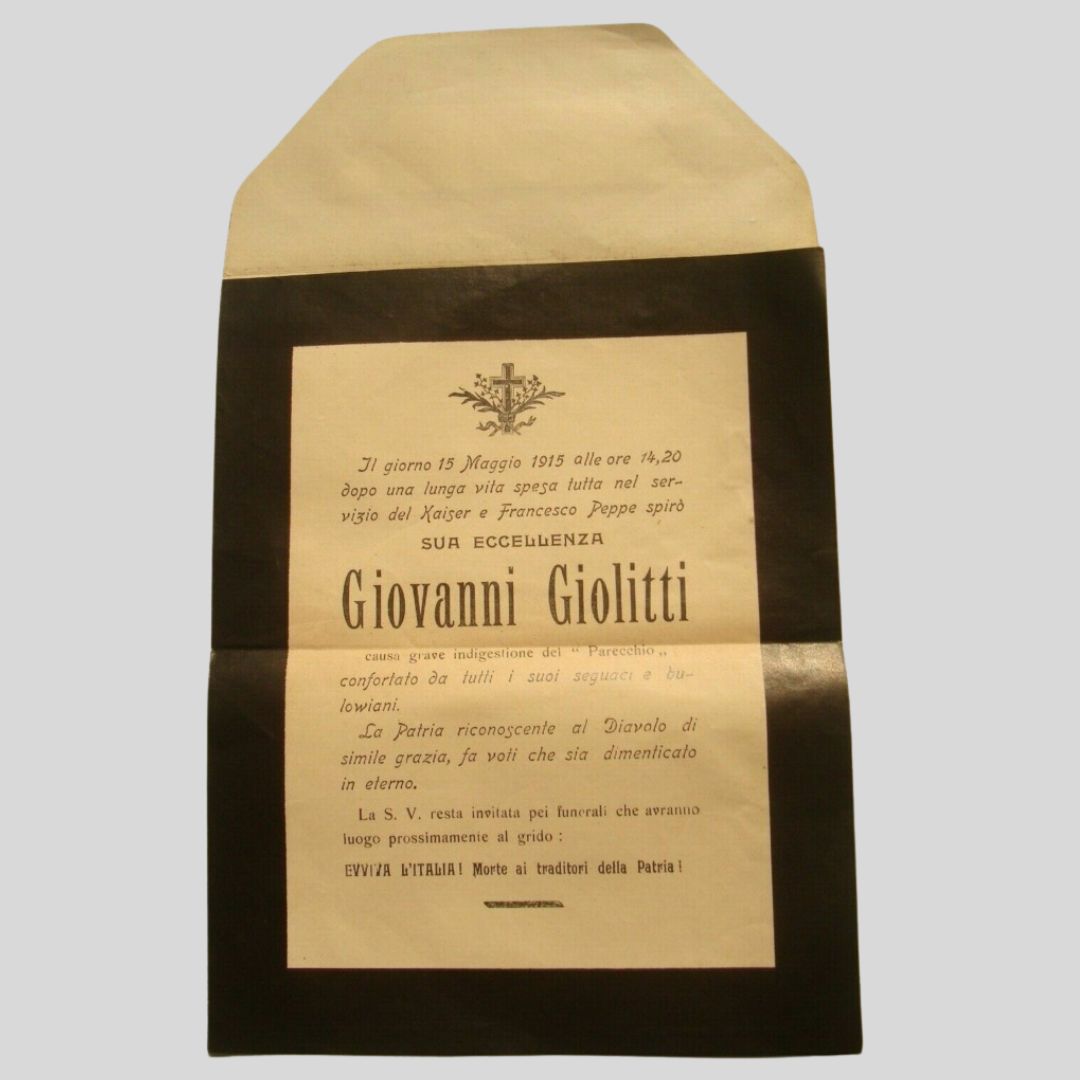 Il giorno 15 Maggio 1915 alle ore 14,20
dopo una lunga vita spesa tutta nel ser-
vizio del Kaiser e Francesco Peppe spirò
SUA ECCELLENZA
Giovanni Giolitti
causa grave indigestione del “ Parecchio „
confortato da tutti i suoi seguaci e bu-
lowiani.
La Patria riconoscente al Diavolo di
simile grazia, fa voti che sia dimenticato
in eterno.
La S. V. resta invitata pei funerali che avranno
luogo prossimamente al grido :
EVVIVA L'ITALIA! Morte ai traditori della Patria!